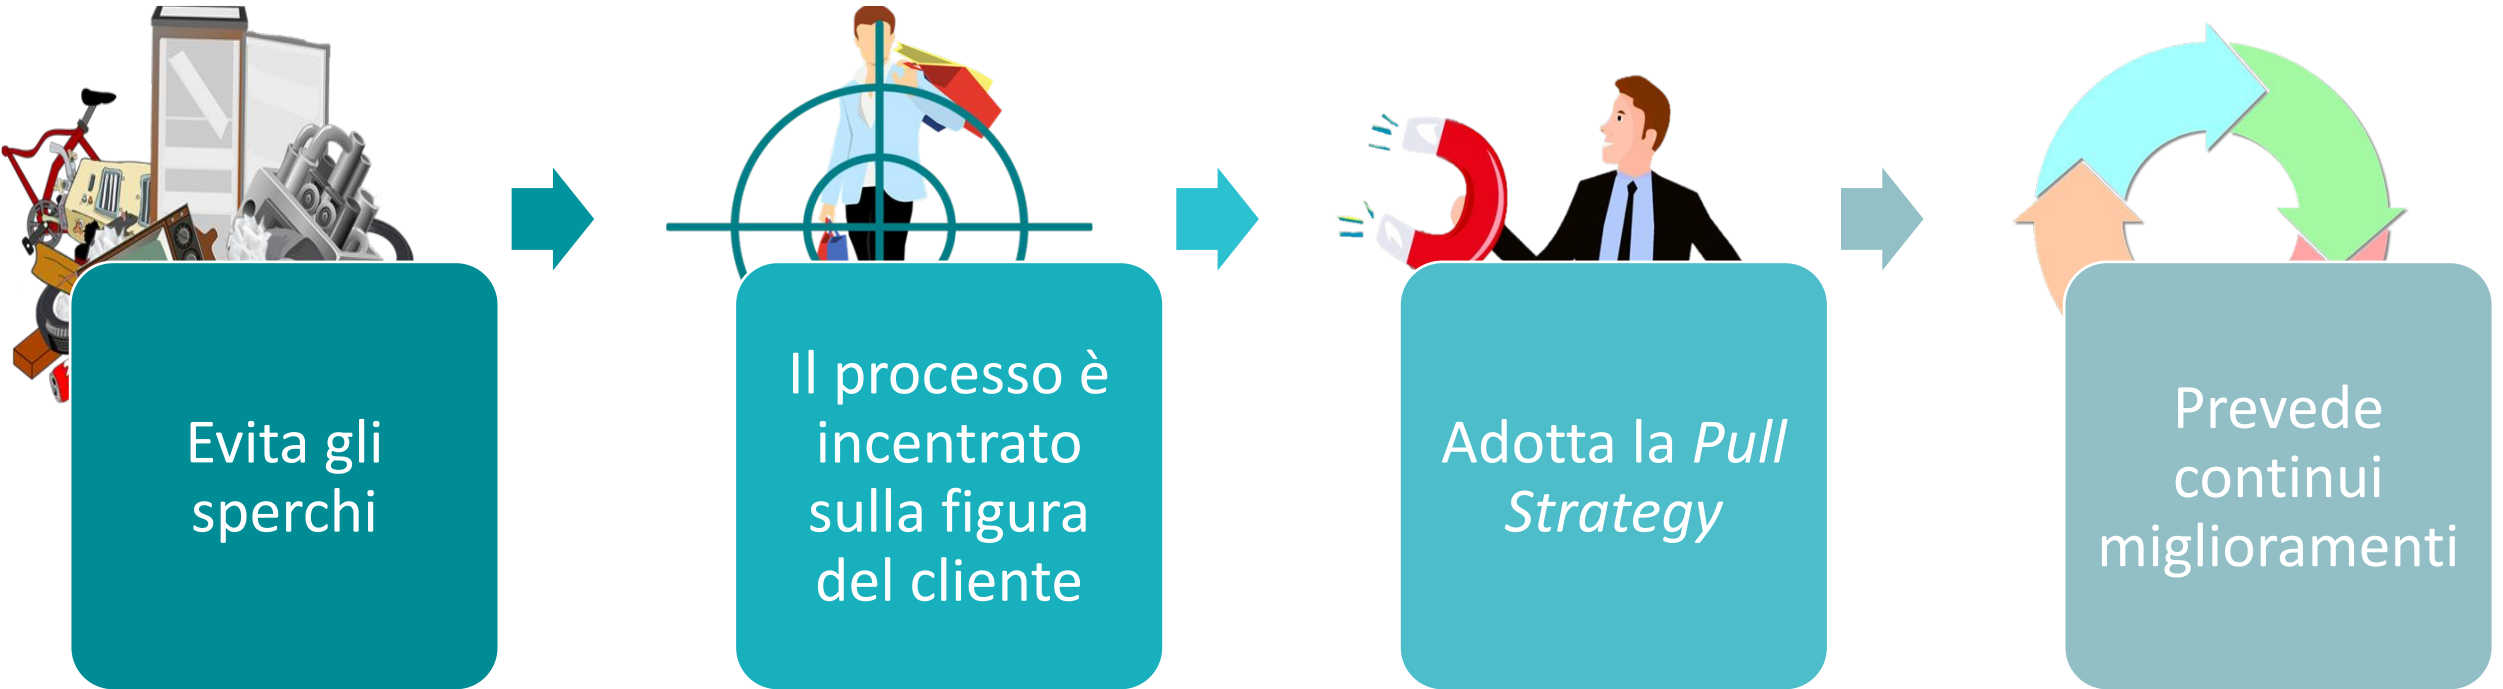 Evita gli
sperchi
Il processo è
incentrato
sulla figura
del cliente
Adotta la Pull
Strategy
Prevede
continui
miglioramenti